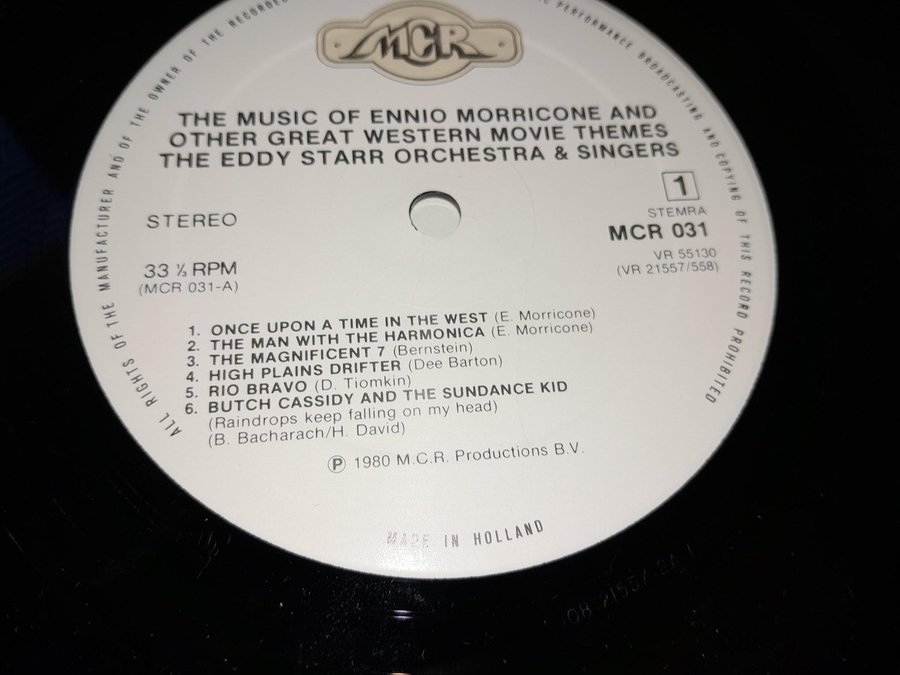 ALL RIGHTS OF THE MANUFACTURER AND OF THE OWNER OF THE RECORDED
PERFORMANCE BROADCASTING AND COPYING OF THIS RECORD PROHIBITED
MCR
THE MUSIC OF ENNIO MORRICONE AND
OTHER GREAT WESTERN MOVIE THEMES
THE EDDY STARR ORCHESTRA & SINGERS
1
STEREO
STEMRA
MCR 031
VR 55130
(VR 21557/558)
33 ⅓ RPM
(MCR 031-A)
1. ONCE UPON A TIME IN THE WEST (E. Morricone)
2. THE MAN WITH THE HARMONICA (E. Morricone)
3. THE MAGNIFICENT 7 (Bernstein)
4. HIGH PLAINS DRIFTER (Dee Barton)
5. RIO BRAVO (D. Tiomkin)
6. BUTCH CASSIDY AND THE SUNDANCE KID
(Raindrops keep falling on my head)
(B. Bacharach/H. David)
Ⓟ 1980 M.C.R. Productions B.V.
MADE IN HOLLAND